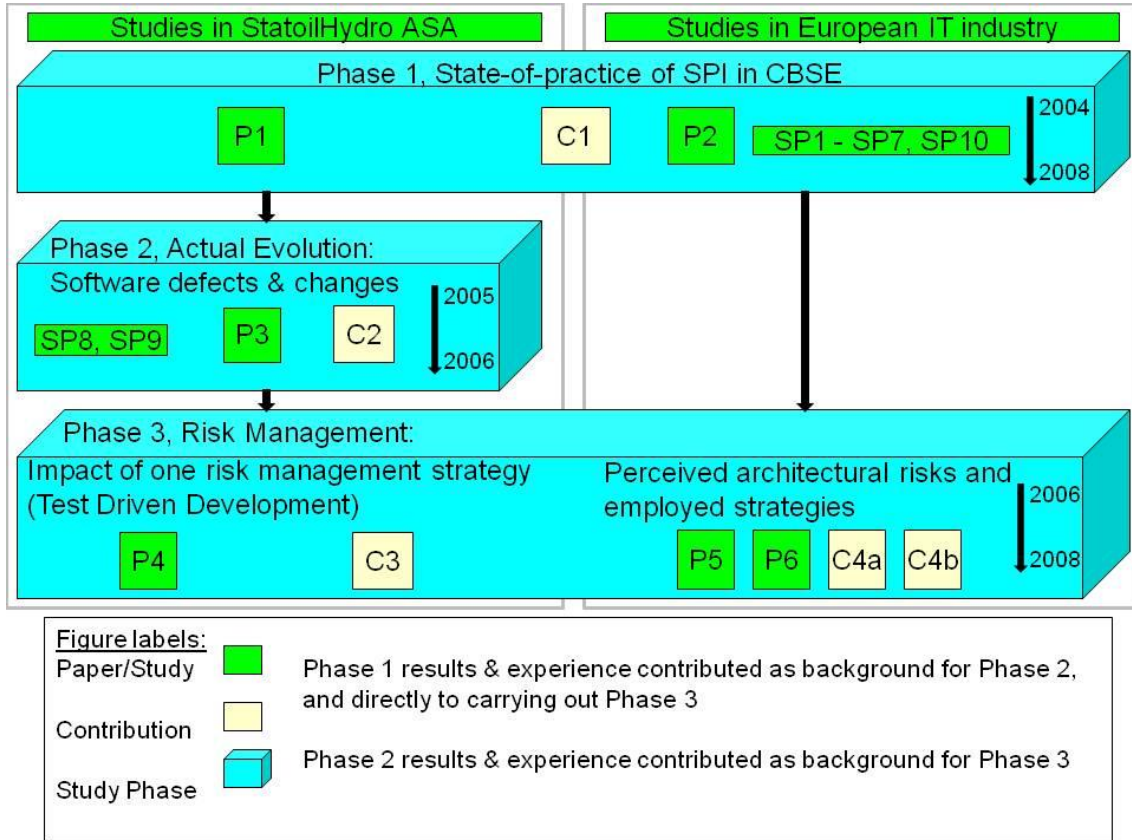 Studies in StatoilHydro ASA
Studies in European IT industry
Phase 1, State-of-practice of SPI in CBSE
P1
C1
P2
SP1 - SP7, SP10
2004
2008
Phase 2, Actual Evolution:
Software defects & changes
SP8, SP9
P3
C2
2005
2006
Phase 3, Risk Management:
Impact of one risk management strategy
(Test Driven Development)
P4
C3
Perceived architectural risks and
employed strategies
P5
P6
C4a
C4b
2006
2008
Figure labels:
Paper/Study
Contribution
Study Phase
Phase 1 results & experience contributed as background for Phase 2,
and directly to carrying out Phase 3
Phase 2 results & experience contributed as background for Phase 3